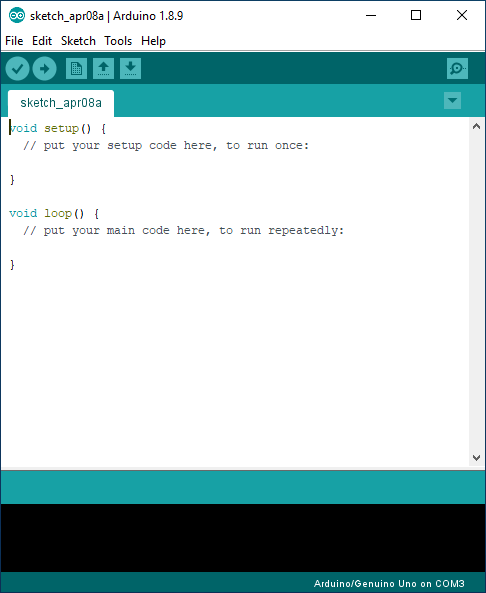 sketch_apr08a | Arduino 1.8.9
File Edit Sketch Tools Help
sketch_apr08a
void setup() {
  // put your setup code here, to run once:
}
void loop() {
  // put your main code here, to run repeatedly:
}
Arduino/Genuino Uno on COM3